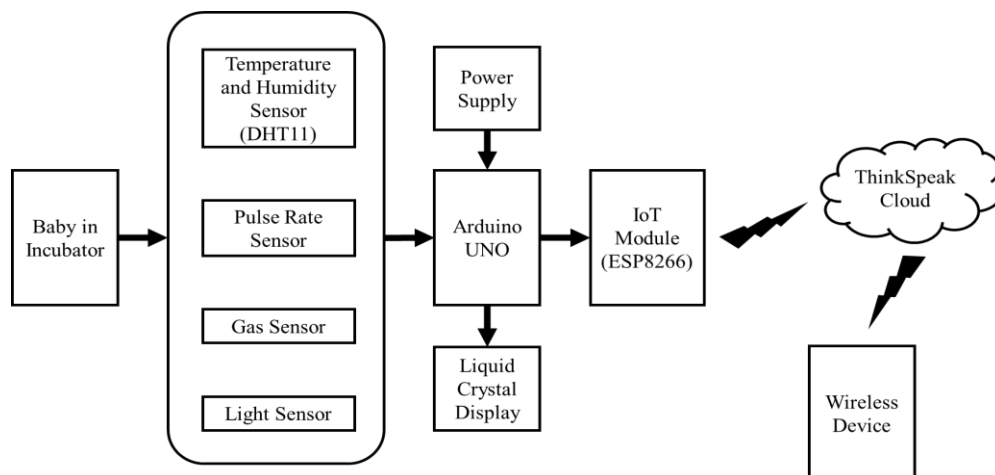 Baby in
Incubator
Temperature
and Humidity
Sensor
(DHT11)
Pulse Rate
Sensor
Gas Sensor
Light Sensor
Power
Supply
Arduino
UNO
Liquid
Crystal
Display
IoT
Module
(ESP8266)
ThinkSpeak
Cloud
Wireless
Device